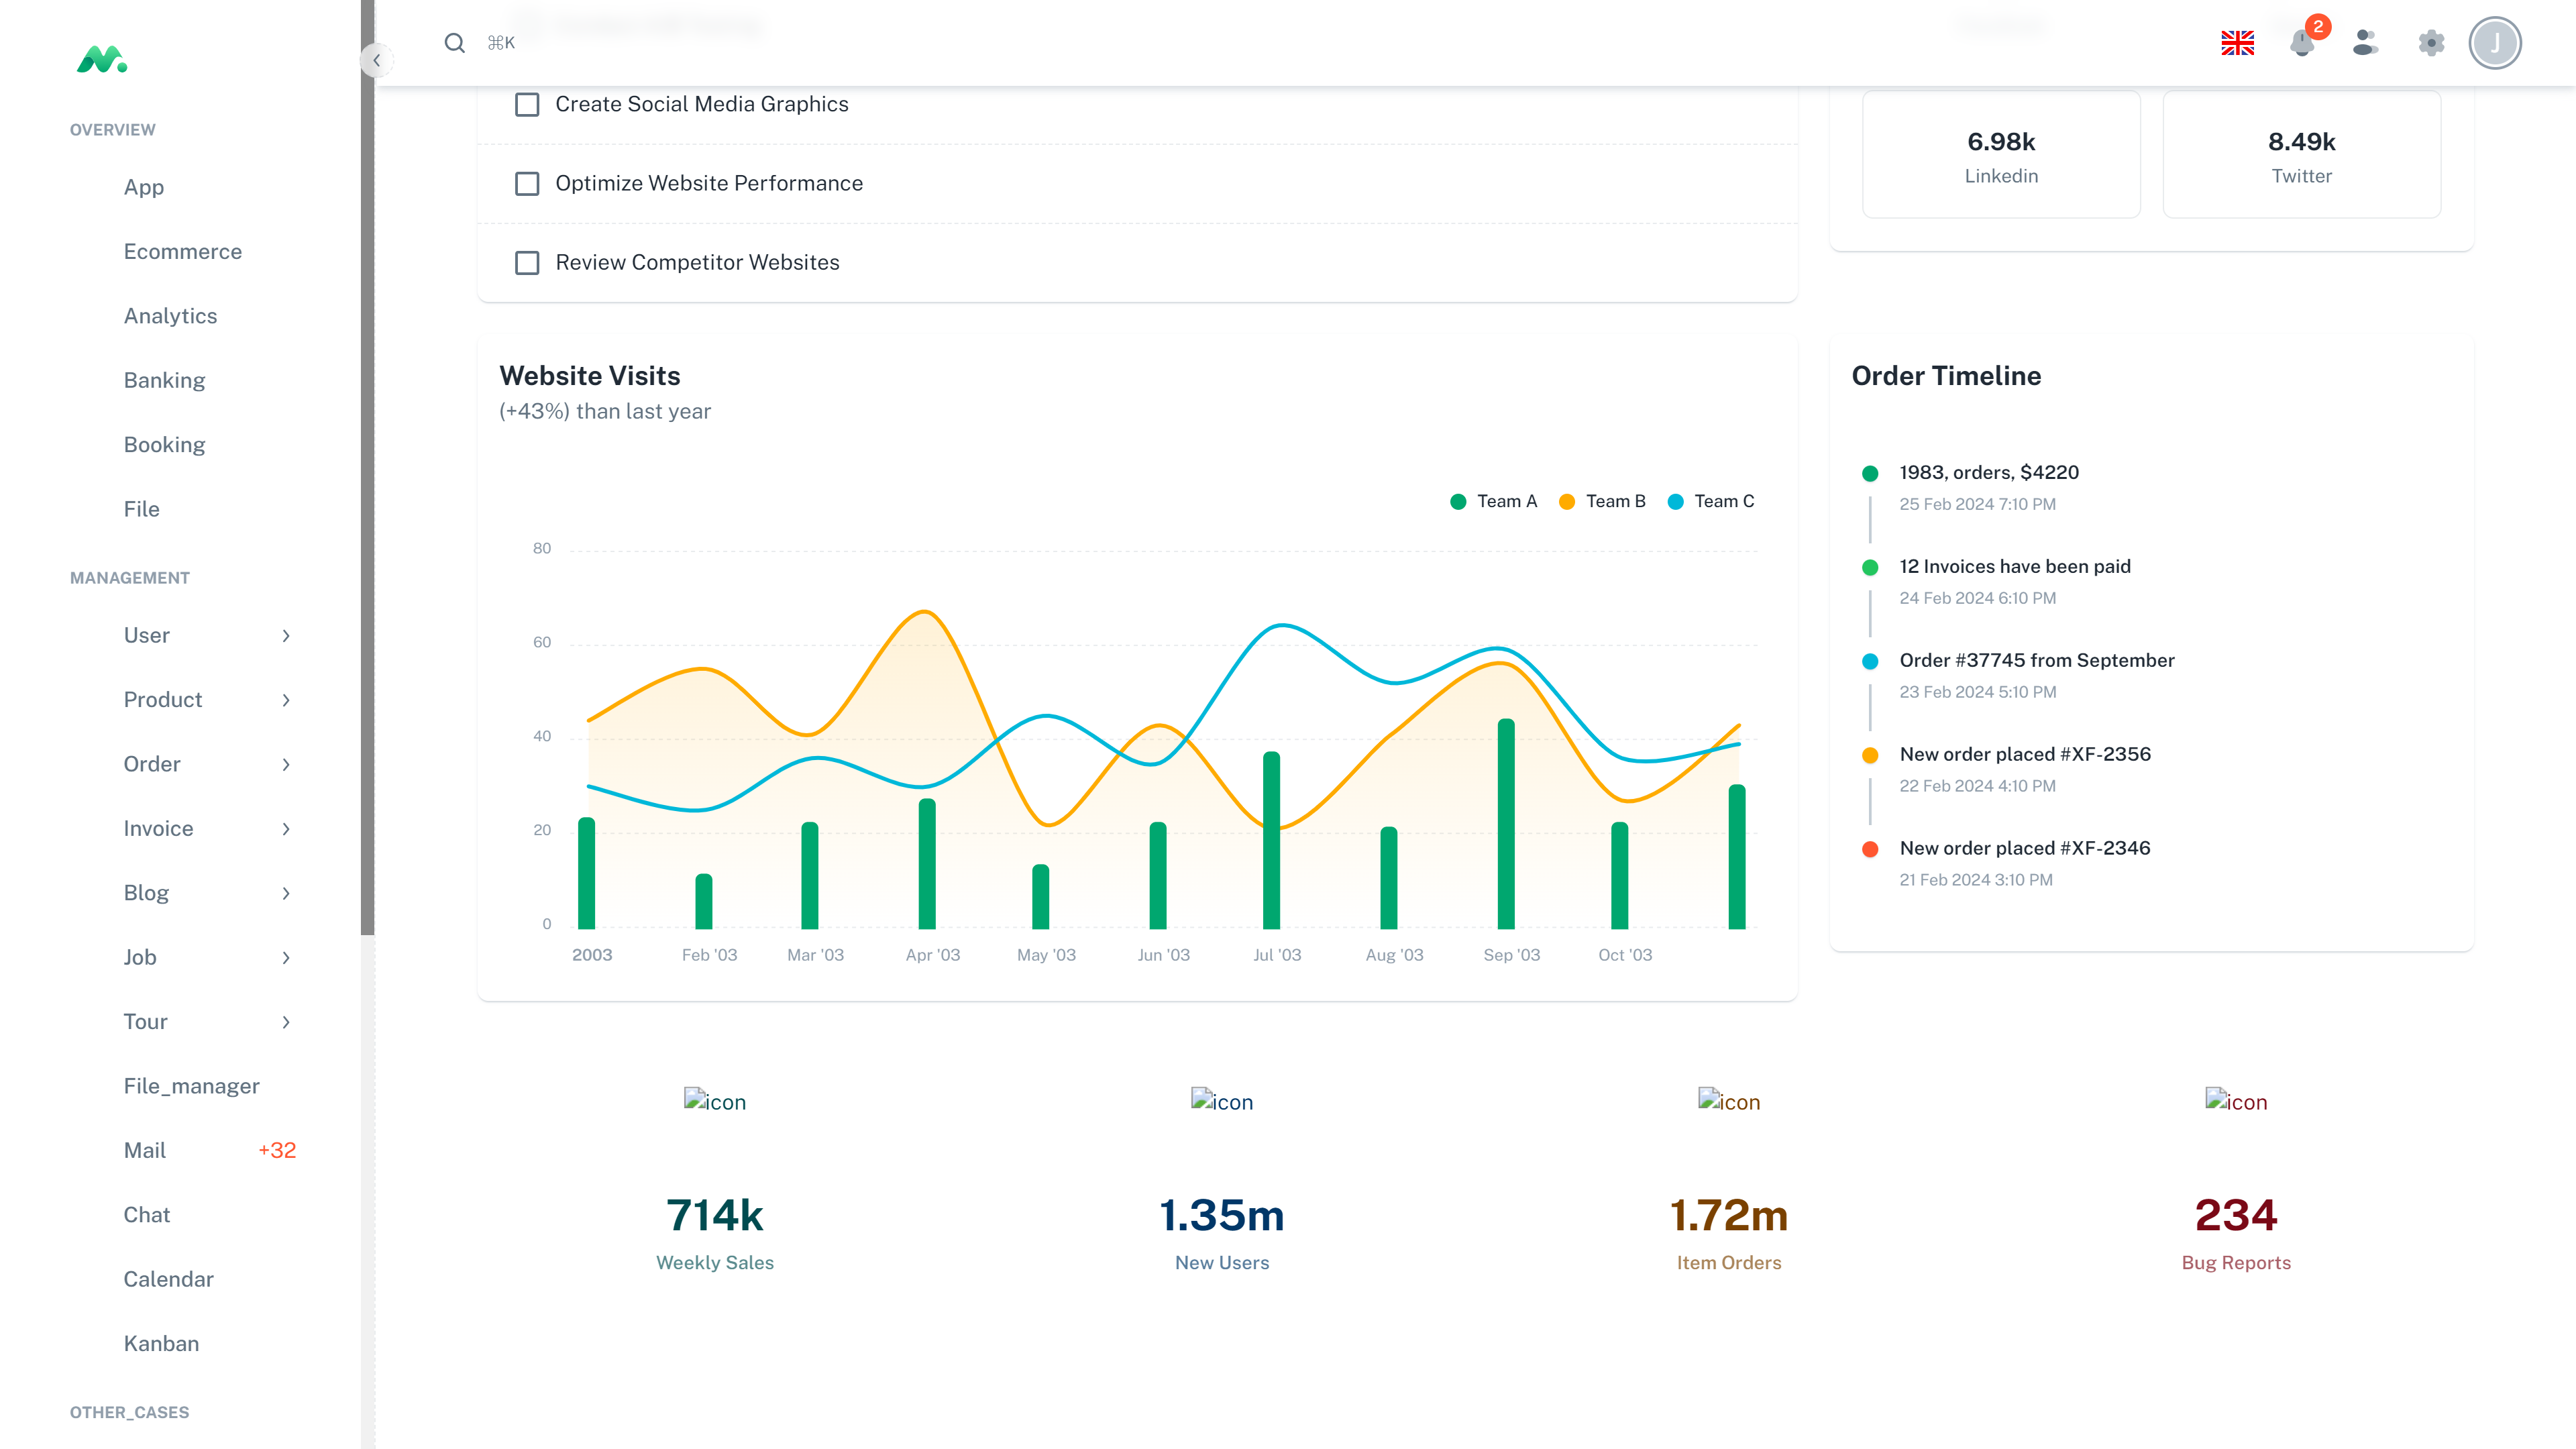 OVERVIEW
App
Ecommerce
Analytics
Banking
Booking
File
MANAGEMENT
User
Product
Order
Invoice
Blog
Job
Tour
File_manager
Mail +32
Chat
Calendar
Kanban
OTHER_CASES
⌘K
2
J
Create Social Media Graphics
Optimize Website Performance
Review Competitor Websites
6.98k
Linkedin
8.49k
Twitter
Website Visits
(+43%) than last year
Team A Team B Team C
80
60
40
20
0
2003 Feb '03 Mar '03 Apr '03 May '03 Jun '03 Jul '03 Aug '03 Sep '03 Oct '03
Order Timeline
1983, orders, $4220
25 Feb 2024 7:10 PM
12 Invoices have been paid
24 Feb 2024 6:10 PM
Order #37745 from September
23 Feb 2024 5:10 PM
New order placed #XF-2356
22 Feb 2024 4:10 PM
New order placed #XF-2346
21 Feb 2024 3:10 PM
icon
714k
Weekly Sales
icon
1.35m
New Users
icon
1.72m
Item Orders
icon
234
Bug Reports